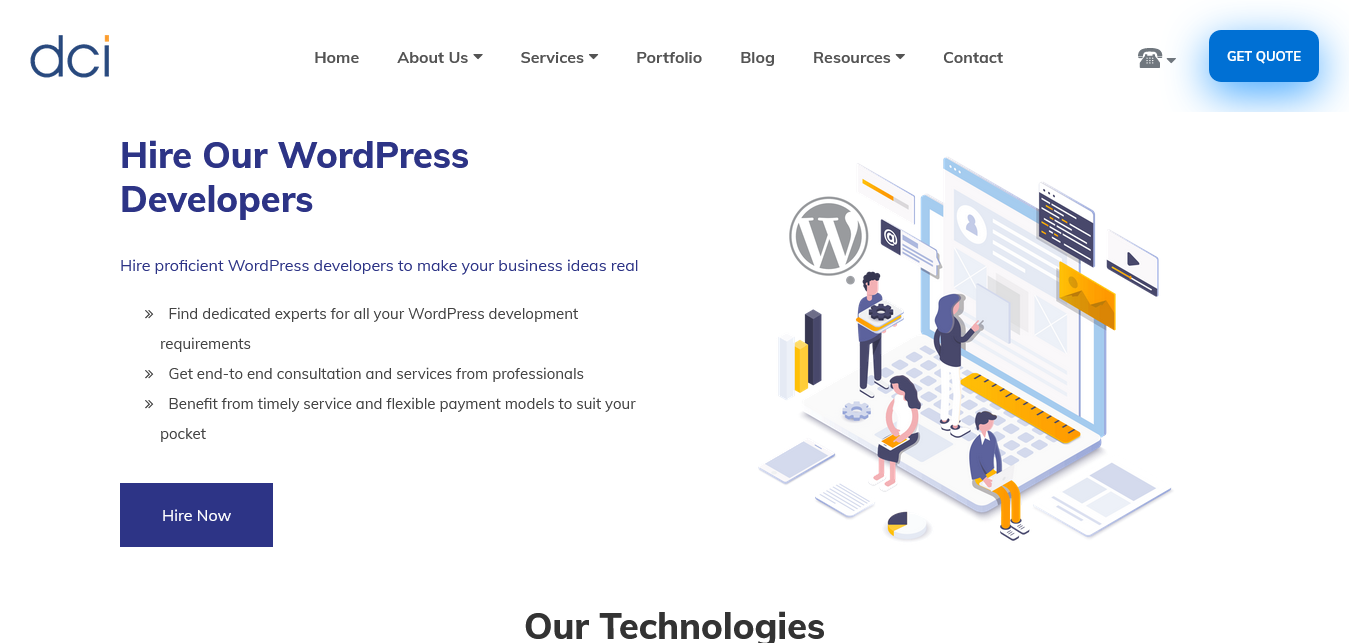 dci
Home
About Us
Services
Portfolio
Blog
Resources
Contact
GET QUOTE
Hire Our WordPress
Developers
Hire proficient WordPress developers to make your business ideas real
» Find dedicated experts for all your WordPress development
requirements
» Get end-to end consultation and services from professionals
» Benefit from timely service and flexible payment models to suit your
pocket
W
@
Hire Now
Our Technologies